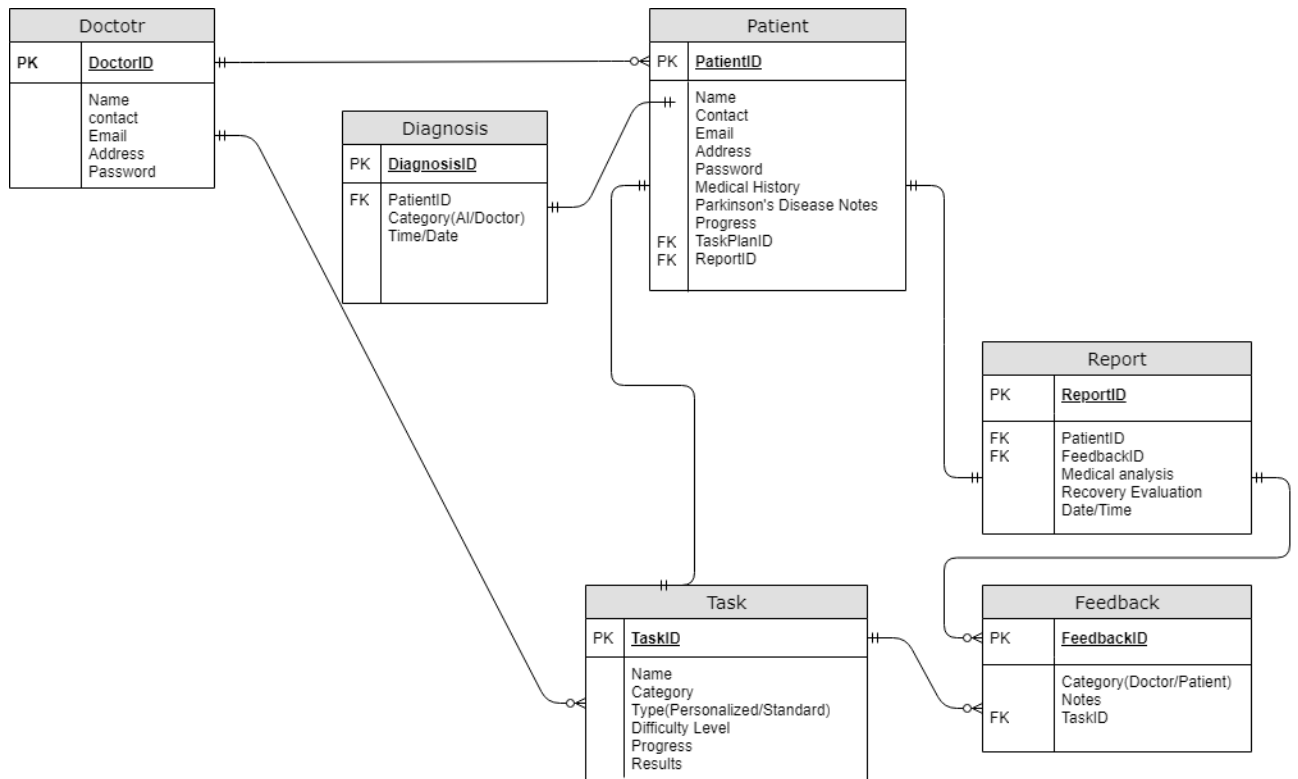 Doctotr
PK DoctorID
Name
contact
Email
Address
Password
Patient
PK PatientID
Name
Contact
Email
Address
Password
Medical History
Parkinson's Disease Notes
Progress
FK TaskPlanID
FK ReportID
Diagnosis
PK DiagnosisID
FK PatientID
Category(AI/Doctor)
Time/Date
Report
PK ReportID
FK PatientID
FK FeedbackID
Medical analysis
Recovery Evaluation
Date/Time
Task
PK TaskID
Name
Category
Type(Personalized/Standard)
Difficulty Level
Progress
Results
Feedback
PK FeedbackID
Category(Doctor/Patient)
Notes
FK TaskID